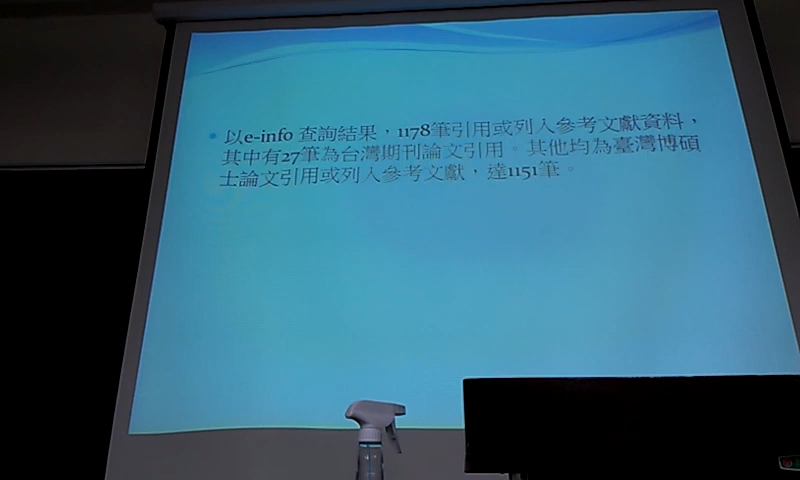 以e-info 查詢結果，1178筆引用或列入參考文獻資料，
其中有27筆為台灣期刊論文引用。其他均為臺灣博碩
士論文引用或列入參考文獻，達1151筆。